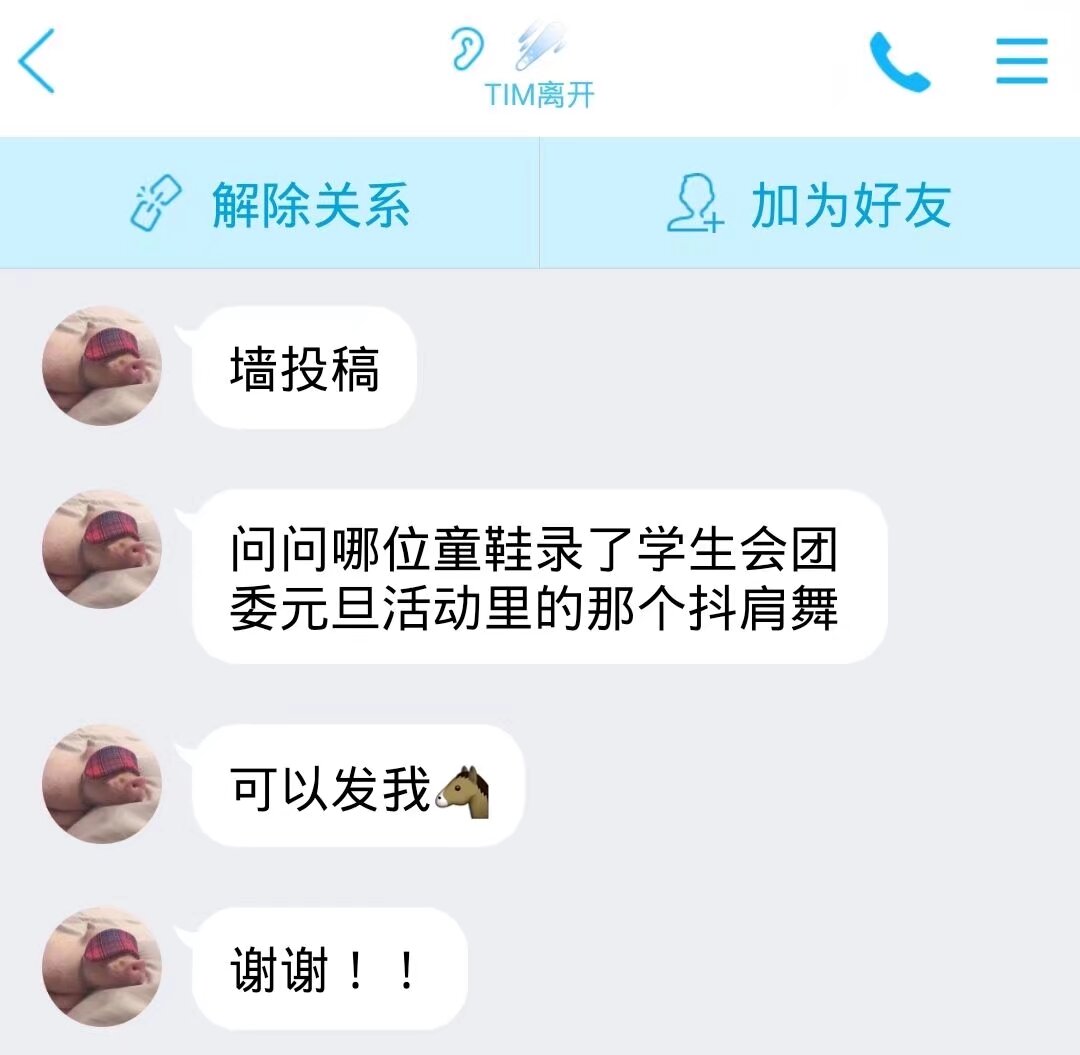 TIM离开
解除关系
加为好友
墙投稿
问问哪位童鞋录了学生会团
委元旦活动里的那个抖肩舞
可以发我🐴
谢谢！！